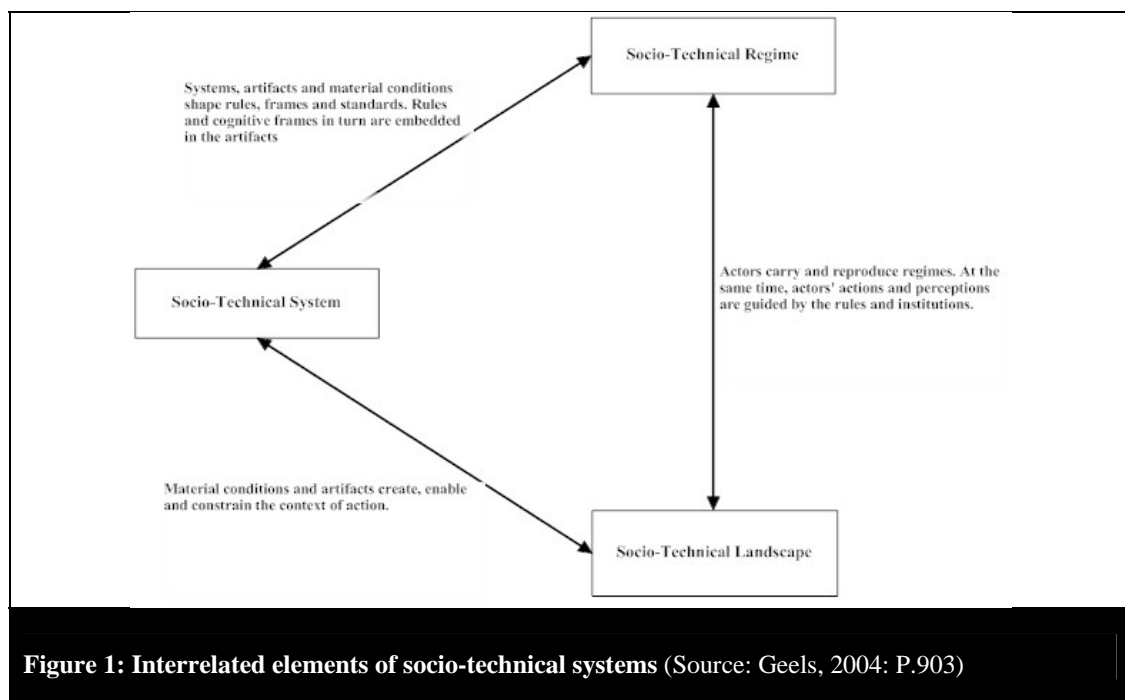 Socio-Technical Regime
Systems, artifacts and material conditions
shape rules, frames and standards. Rules
and cognitive frames in turn are embedded
in the artifacts
Socio-Technical System
Actors carry and reproduce regimes. At the
same time, actors' actions and perceptions
are guided by the rules and institutions.
Material conditions and artifacts create, enable
and constrain the context of action.
Socio-Technical Landscape
Figure 1: Interrelated elements of socio-technical systems (Source: Geels, 2004: P.903)